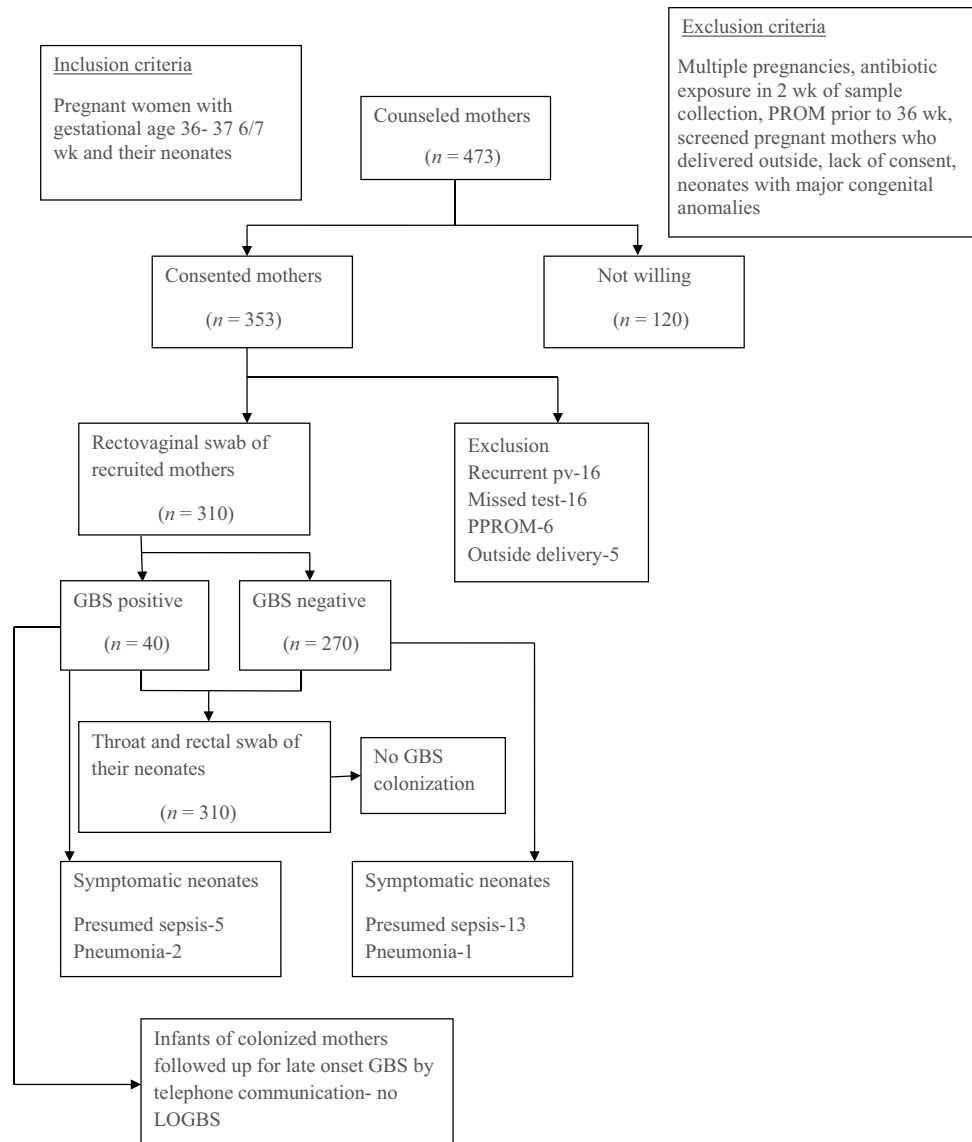 Inclusion criteria
Pregnant women with
gestational age 36- 37 6/7
wk and their neonates
Counseled mothers
(n = 473)
Exclusion criteria
Multiple pregnancies, antibiotic
exposure in 2 wk of sample
collection, PROM prior to 36 wk,
screened pregnant mothers who
delivered outside, lack of consent,
neonates with major congenital
anomalies
Consented mothers
(n = 353)
Not willing
(n = 120)
Rectovaginal swab of
recruited mothers
(n = 310)
Exclusion
Recurrent pv-16
Missed test-16
PPROM-6
Outside delivery-5
GBS positive
(n = 40)
GBS negative
(n = 270)
Throat and rectal swab of
their neonates
(n = 310)
No GBS
colonization
Symptomatic neonates
Presumed sepsis-5
Pneumonia-2
Symptomatic neonates
Presumed sepsis-13
Pneumonia-1
Infants of colonized mothers
followed up for late onset GBS by
telephone communication- no
LOGBS